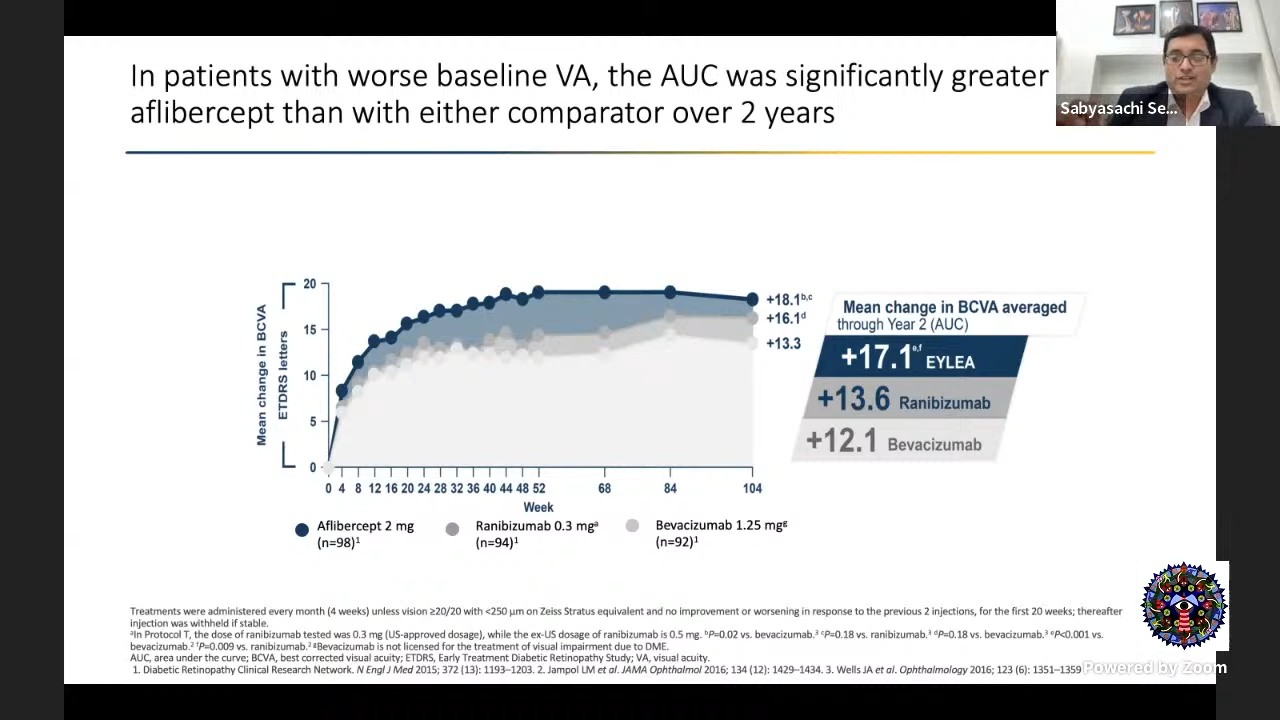 In patients with worse baseline VA, the AUC was significantly greater
aflibercept than with either comparator over 2 years
Sabyasachi Se...
Mean change in BCVA
ETDRS letters
20
15
10
5
0
0 4 8 12 16 20 24 28 32 36 40 44 48 52 68 84 104
Week
+18.1ᵇ,ᶜ
+16.1ᵈ
+13.3
Mean change in BCVA averaged
through Year 2 (AUC)
+17.1ᵉ,ᶠ EYLEA
+13.6 Ranibizumab
+12.1 Bevacizumab
Aflibercept 2 mg
(n=98)¹
Ranibizumab 0.3 mgᵃ
(n=94)¹
Bevacizumab 1.25 mgᵍ
(n=92)¹
Treatments were administered every month (4 weeks) unless vision ≥20/20 with <250 µm on Zeiss Stratus equivalent and no improvement or worsening in response to the previous 2 injections, for the first 20 weeks; thereafter
injection was withheld if stable.
ᵃIn Protocol T, the dose of ranibizumab tested was 0.3 mg (US-approved dosage), while the ex-US dosage of ranibizumab is 0.5 mg. ᵇP=0.02 vs. bevacizumab.³ ᶜP=0.18 vs. ranibizumab.³ ᵈP=0.18 vs. bevacizumab.³ ᵉP<0.001 vs.
bevacizumab.² ᶠP=0.009 vs. ranibizumab.² ᵍBevacizumab is not licensed for the treatment of visual impairment due to DME.
AUC, area under the curve; BCVA, best corrected visual acuity; ETDRS, Early Treatment Diabetic Retinopathy Study; VA, visual acuity.
1. Diabetic Retinopathy Clinical Research Network. N Engl J Med 2015; 372 (13): 1193–1203. 2. Jampol LM et al. JAMA Ophthalmol 2016; 134 (12): 1429–1434. 3. Wells JA et al. Ophthalmology 2016; 123 (6): 1351–1359
Powered by Zoom